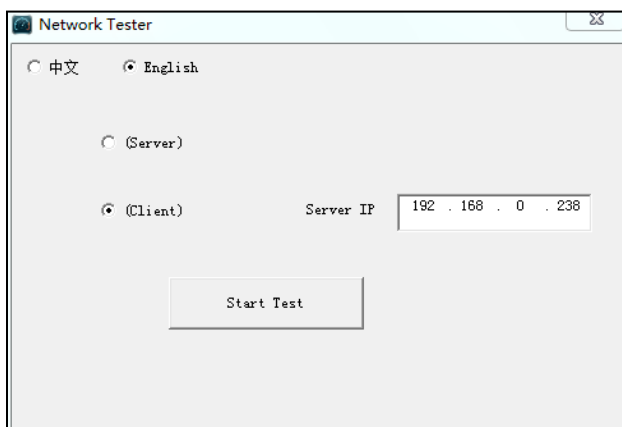 Network Tester
中文 English
(Server)
(Client) Server IP 192 . 168 . 0 . 238
Start Test